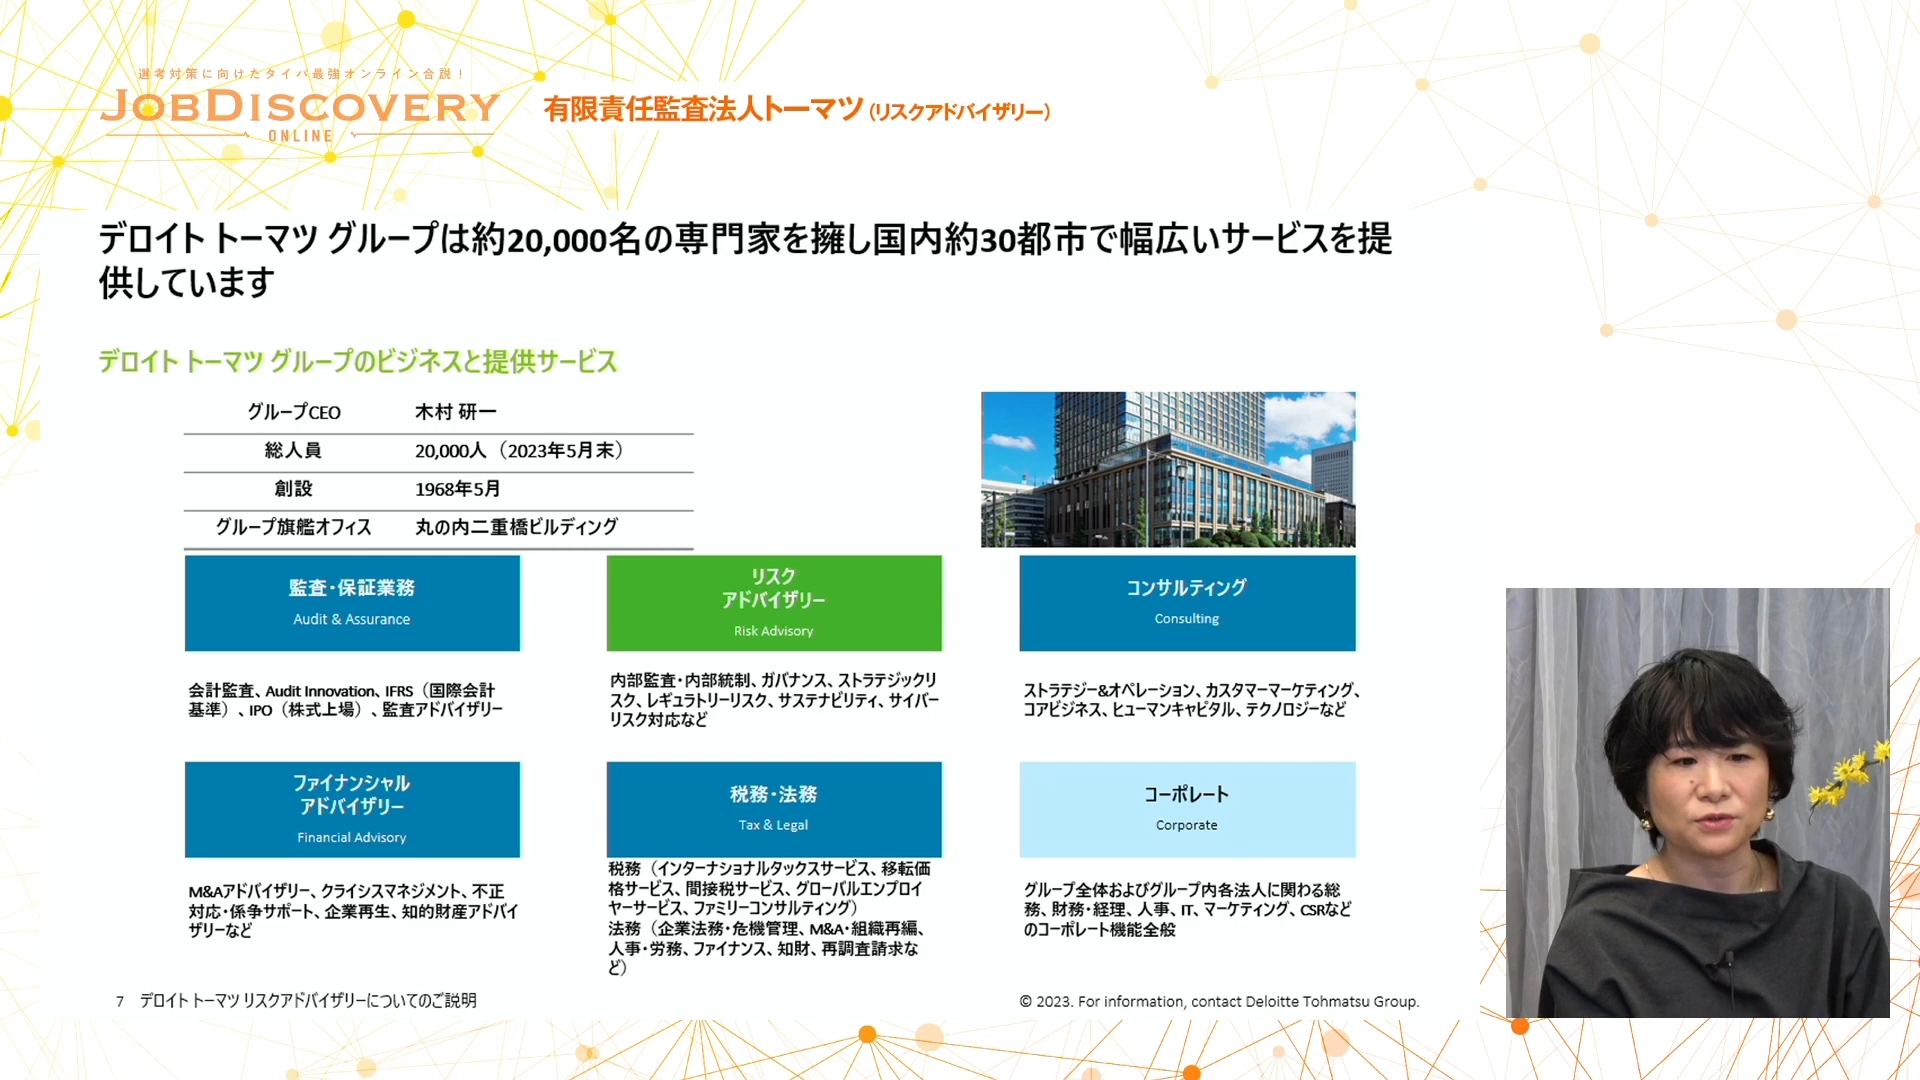 選考対策に向けたタイパ最強オンライン合説！
JOBDISCOVERY
ONLINE
有限責任監査法人トーマツ（リスクアドバイザリー）
デロイト トーマツ グループは約20,000名の専門家を擁し国内約30都市で幅広いサービスを提
供しています
デロイト トーマツ グループのビジネスと提供サービス
グループCEO 木村 研一
総人員 20,000人（2023年5月末）
創設 1968年5月
グループ旗艦オフィス 丸の内二重橋ビルディング
監査・保証業務
Audit & Assurance
会計監査、Audit Innovation、IFRS（国際会計
基準）、IPO（株式上場）、監査アドバイザリー
リスク
アドバイザリー
Risk Advisory
内部監査・内部統制、ガバナンス、ストラテジックリ
スク、レギュラトリーリスク、サステナビリティ、サイバー
リスク対応など
コンサルティング
Consulting
ストラテジー&オペレーション、カスタマーマーケティング、
コアビジネス、ヒューマンキャピタル、テクノロジーなど
ファイナンシャル
アドバイザリー
Financial Advisory
M&Aアドバイザリー、クライシスマネジメント、不正
対応・係争サポート、企業再生、知的財産アドバイ
ザリーなど
税務・法務
Tax & Legal
税務（インターナショナルタックスサービス、移転価
格サービス、間接税サービス、グローバルエンプロイ
ヤーサービス、ファミリーコンサルティング）
法務（企業法務・危機管理、M&A・組織再編、
人事・労務、ファイナンス、知財、再調査請求な
ど）
コーポレート
Corporate
グループ全体およびグループ内各法人に関わる総
務、財務・経理、人事、IT、マーケティング、CSRなど
のコーポレート機能全般
7 デロイト トーマツ リスクアドバイザリーについてのご説明
© 2023. For information, contact Deloitte Tohmatsu Group.